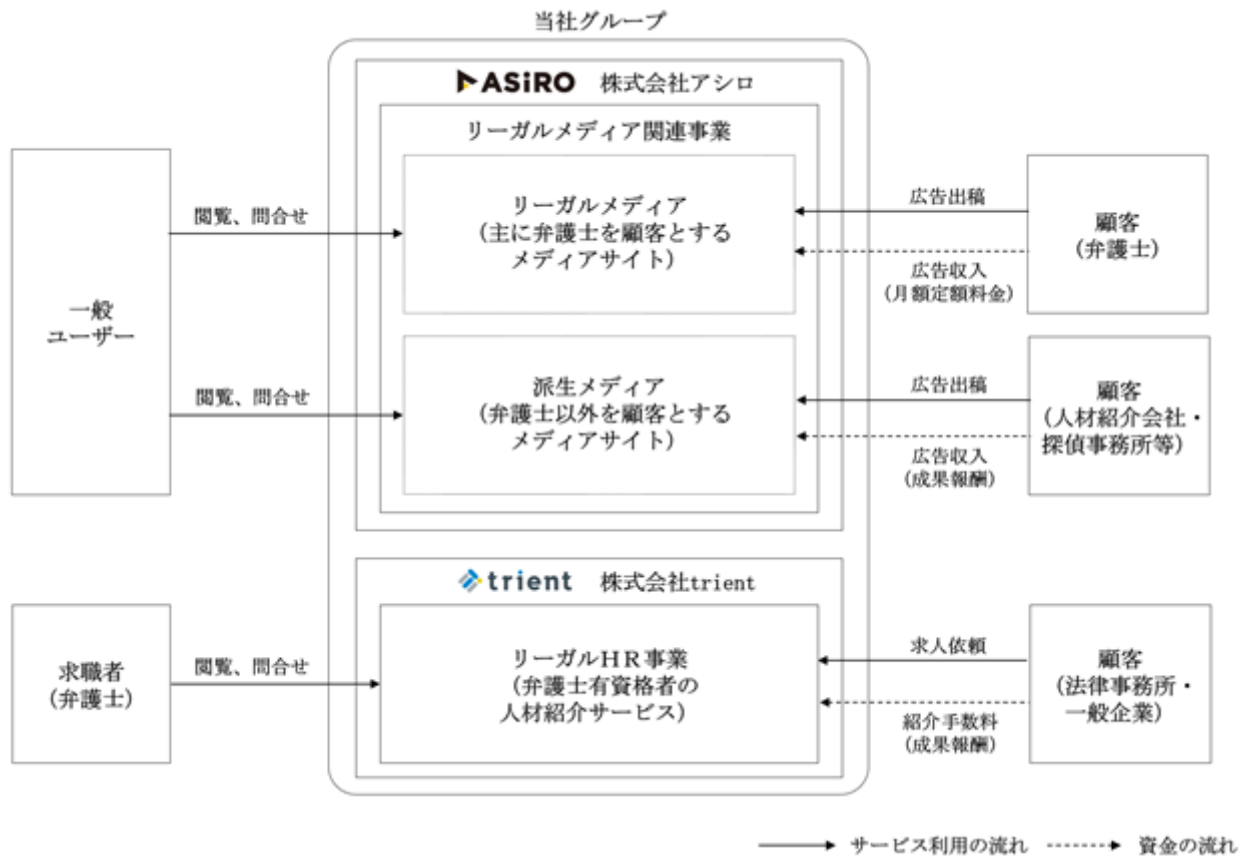 当社グループ
ASiRO 株式会社アシロ
リーガルメディア関連事業
一般
ユーザー
閲覧、問合せ
リーガルメディア
(主に弁護士を顧客とする
メディアサイト)
広告出稿
広告収入
(月額定額料金)
顧客
(弁護士)
閲覧、問合せ
派生メディア
(弁護士以外を顧客とする
メディアサイト)
広告出稿
広告収入
(成果報酬)
顧客
(人材紹介会社・
探偵事務所等)
trient 株式会社trient
求職者
(弁護士)
閲覧、問合せ
リーガルHR事業
(弁護士有資格者の
人材紹介サービス)
求人依頼
紹介手数料
(成果報酬)
顧客
(法律事務所・
一般企業)
サービス利用の流れ 資金の流れ